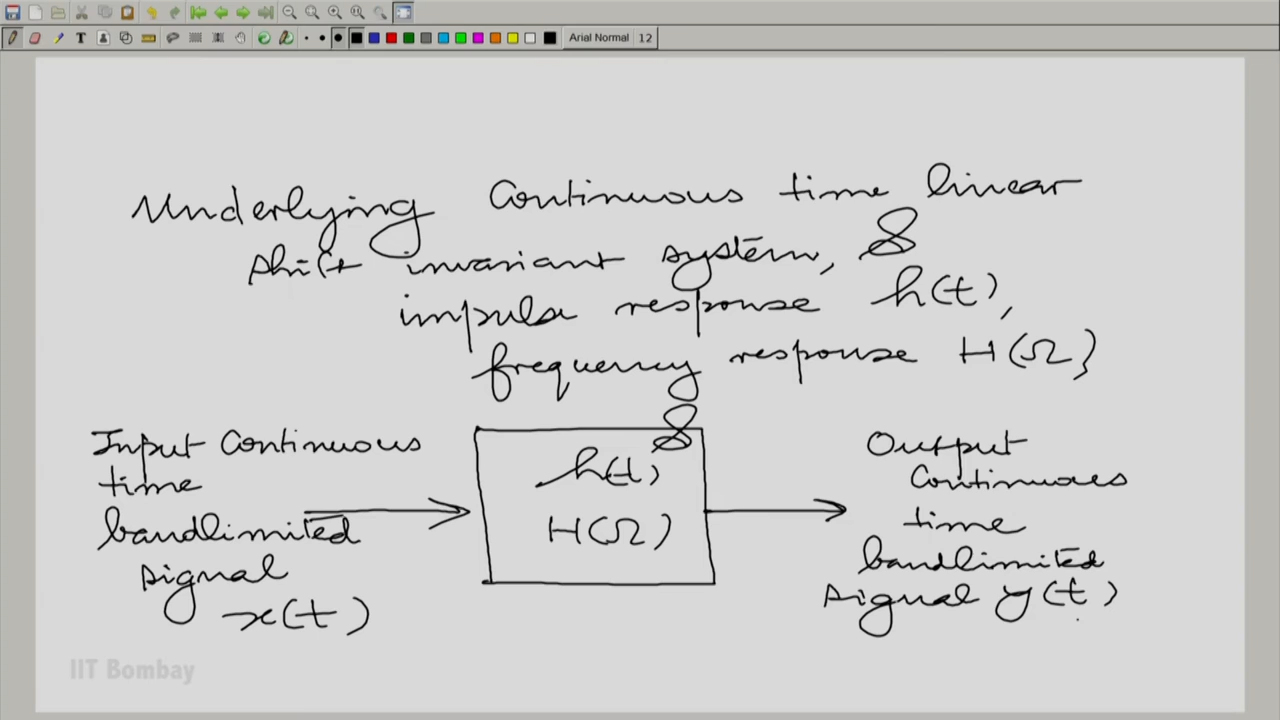 Arial Normal 12
Underlying Continuous time linear
shift invariant system, S
impulse response h(t),
frequency response H(Ω)
S
Input Continuous
time
bandlimited
signal
x(t)
h(t)
H(Ω)
Output
Continuous
time
bandlimited
signal y(t)
IIT Bombay